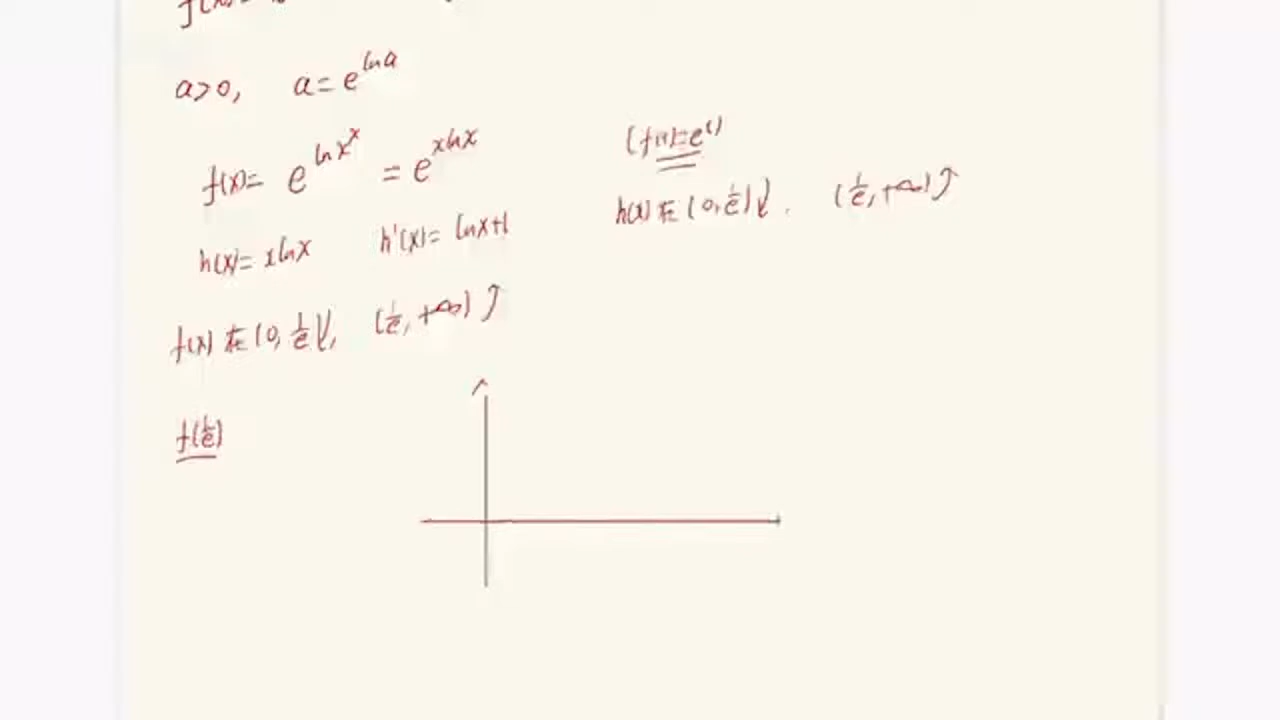 a>0, a=e^{lna}
f(x)= e^{lnx^x} = e^{xlnx}
h(x)= xlnx h'(x)= lnx+1
h(x) 在 (0, 1/e)↓. (1/e, +∞)↑
f(x) 在 (0, 1/e)↓, (1/e, +∞)↑
f(1/e)